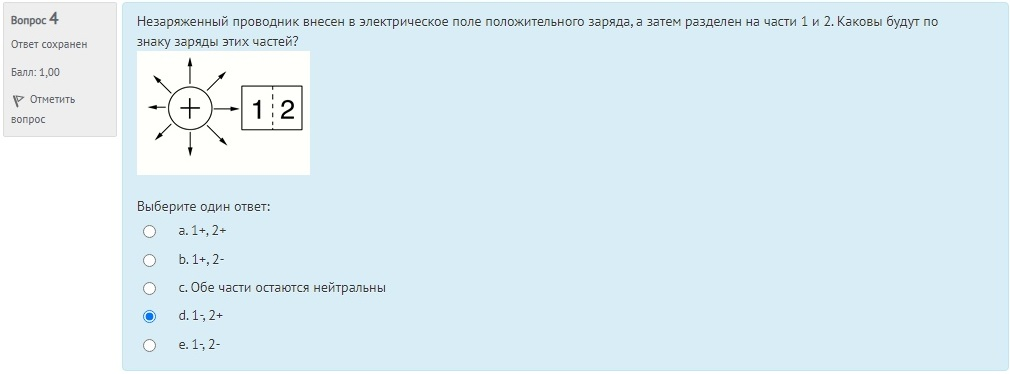 Вопрос 4
Ответ сохранен
Балл: 1,00
Отметить
вопрос
Незаряженный проводник внесен в электрическое поле положительного заряда, а затем разделен на части 1 и 2. Каковы будут по
знаку заряды этих частей?
+ 1 2
Выберите один ответ:
a. 1+, 2+
b. 1+, 2-
c. Обе части остаются нейтральны
d. 1-, 2+
e. 1-, 2-